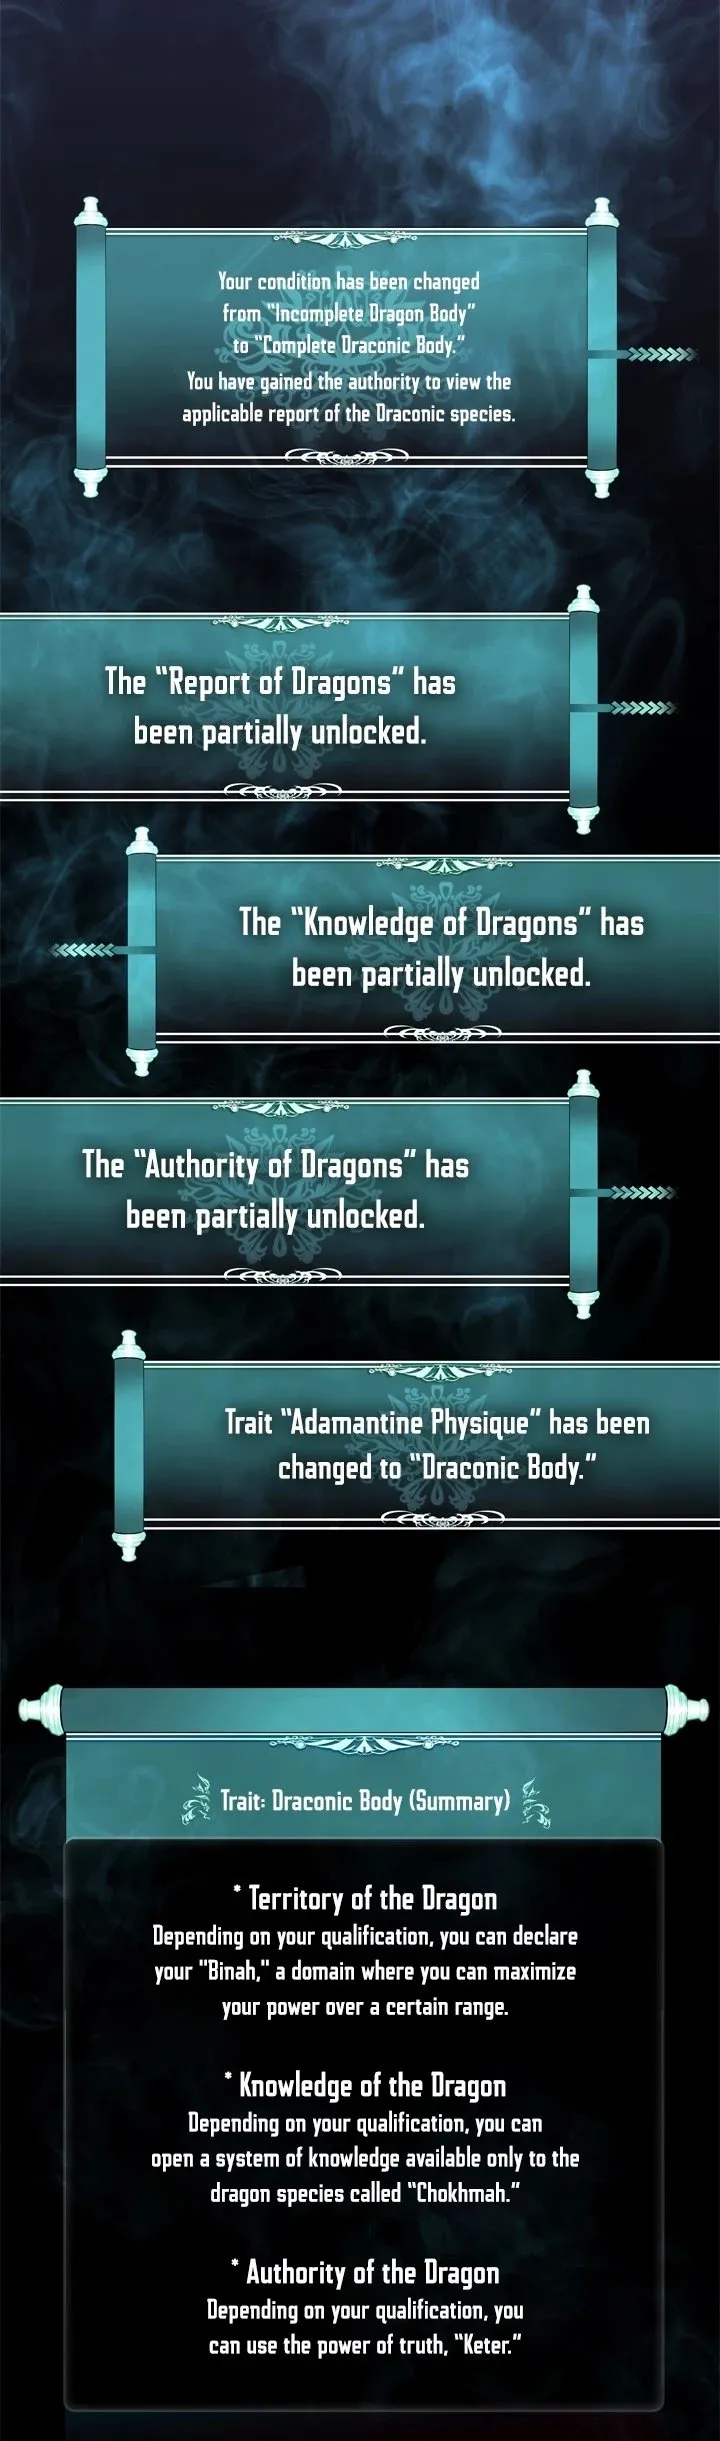 Your condition has been changed
from “Incomplete Dragon Body”
to “Complete Draconic Body.”
You have gained the authority to view the
applicable report of the Draconic species.
The “Report of Dragons” has
been partially unlocked.
The “Knowledge of Dragons” has
been partially unlocked.
The “Authority of Dragons” has
been partially unlocked.
Trait “Adamantine Physique” has been
changed to “Draconic Body.”
Trait: Draconic Body (Summary)
* Territory of the Dragon
Depending on your qualification, you can declare
your "Binah," a domain where you can maximize
your power over a certain range.
* Knowledge of the Dragon
Depending on your qualification, you can
open a system of knowledge available only to the
dragon species called “Chokhmah.”
* Authority of the Dragon
Depending on your qualification, you
can use the power of truth, “Keter.”